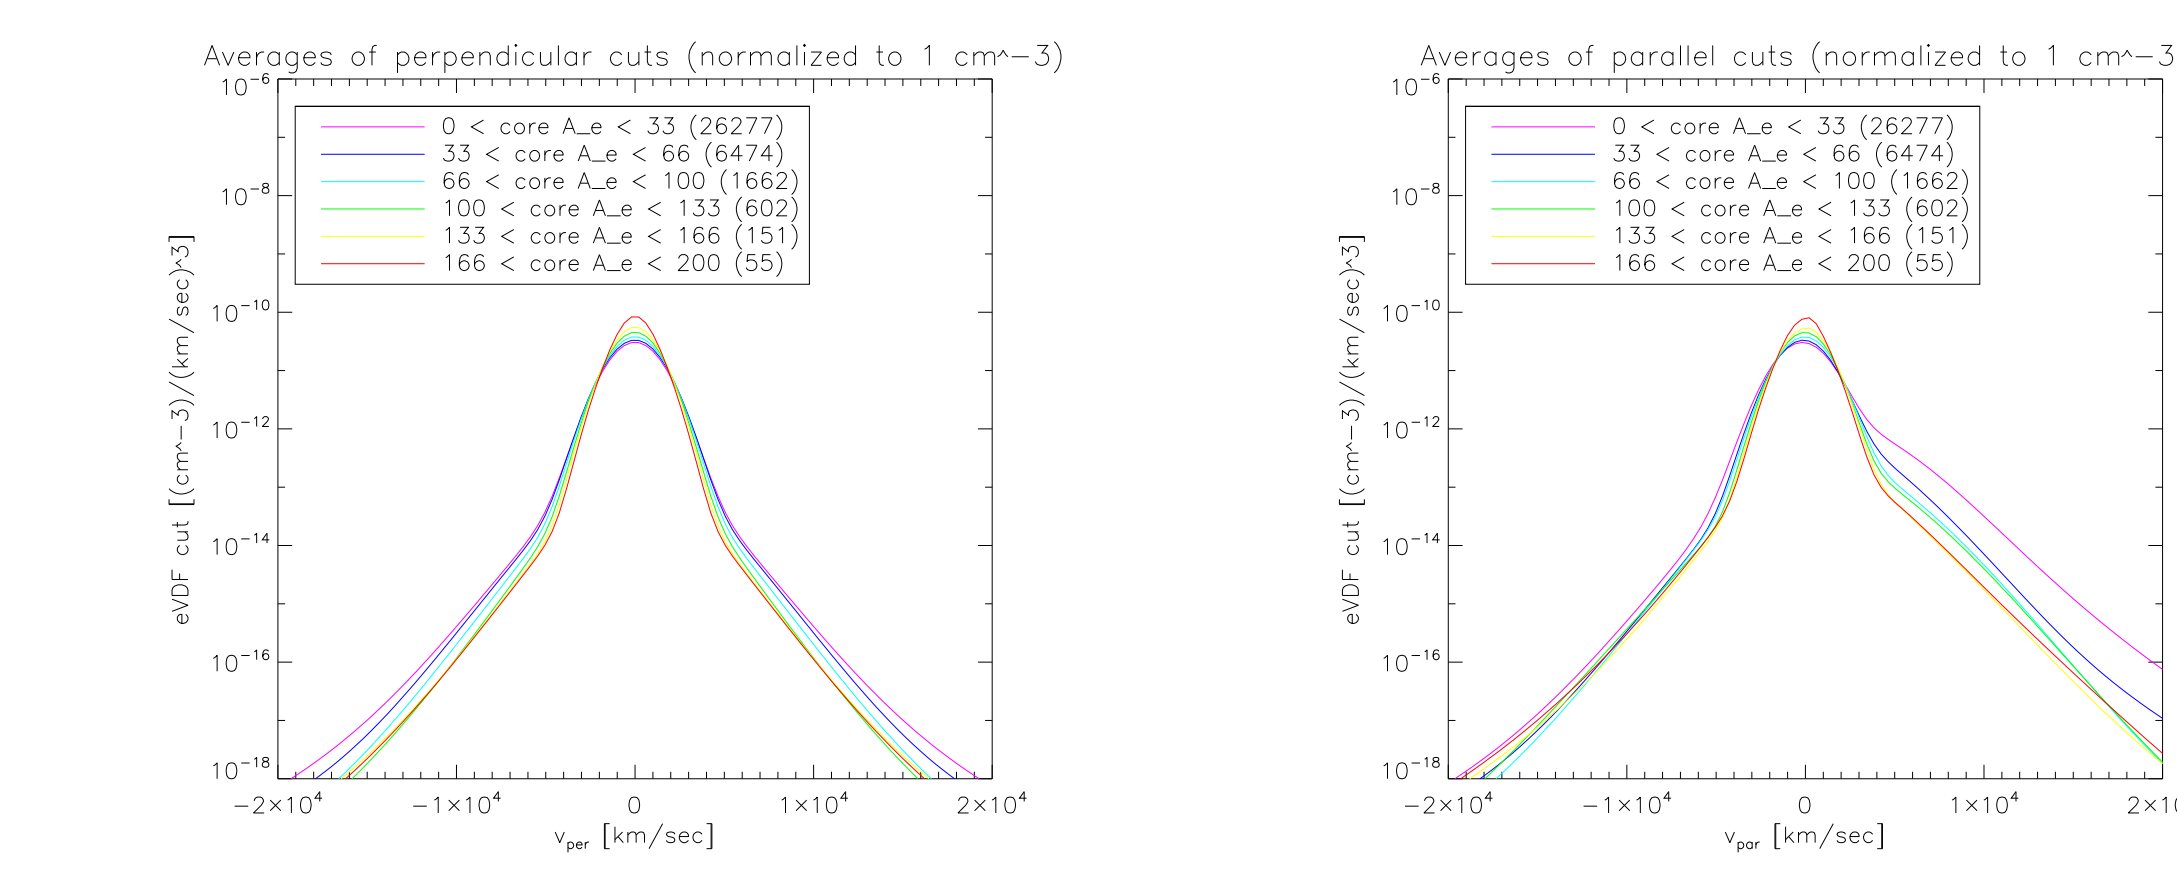 Averages of perpendicular cuts (normalized to 1 cm^−3)
10^−6
10^−8
10^−10
10^−12
10^−14
10^−16
10^−18
eVDF cut [(cm^−3)/(km/sec)^3]
0 < core A_e < 33 (26277)
33 < core A_e < 66 (6474)
66 < core A_e < 100 (1662)
100 < core A_e < 133 (602)
133 < core A_e < 166 (151)
166 < core A_e < 200 (55)
−2×10^4 −1×10^4 0 1×10^4 2×10^4
v_per [km/sec]
Averages of parallel cuts (normalized to 1 cm^−3
10^−6
10^−8
10^−10
10^−12
10^−14
10^−16
10^−18
eVDF cut [(cm^−3)/(km/sec)^3]
0 < core A_e < 33 (26277)
33 < core A_e < 66 (6474)
66 < core A_e < 100 (1662)
100 < core A_e < 133 (602)
133 < core A_e < 166 (151)
166 < core A_e < 200 (55)
−2×10^4 −1×10^4 0 1×10^4
v_par [km/sec]